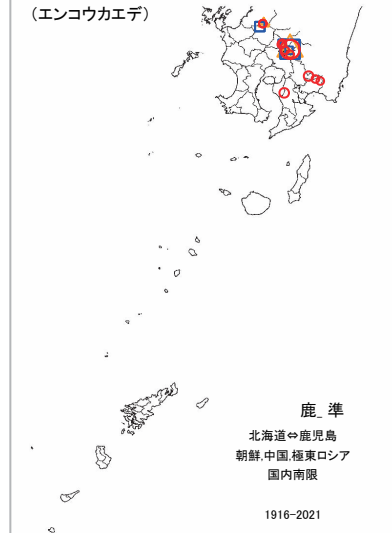 (エンコウカエデ)
鹿_ 準
北海道⇔鹿児島
朝鮮,中国,極東ロシア
国内南限
1916-2021